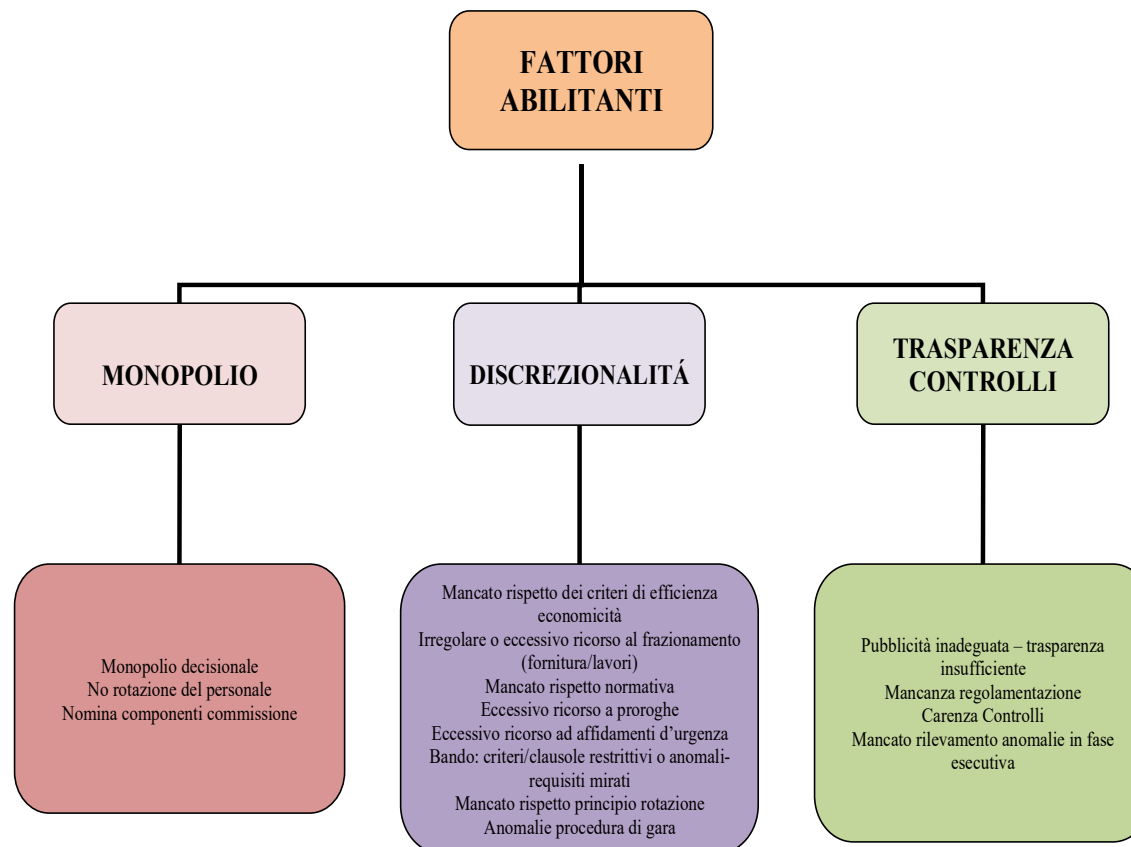 FATTORI
ABILITANTI
MONOPOLIO
DISCREZIONALITÁ
TRASPARENZA
CONTROLLI
Monopolio decisionale
No rotazione del personale
Nomina componenti commissione
Mancato rispetto dei criteri di efficienza
economicità
Irregolare o eccessivo ricorso al frazionamento
(fornitura/lavori)
Mancato rispetto normativa
Eccessivo ricorso a proroghe
Eccessivo ricorso ad affidamenti d’urgenza
Bando: criteri/clausole restrittivi o anomali-
requisiti mirati
Mancato rispetto principio rotazione
Anomalie procedura di gara
Pubblicità inadeguata – trasparenza
insufficiente
Mancanza regolamentazione
Carenza Controlli
Mancato rilevamento anomalie in fase
esecutiva